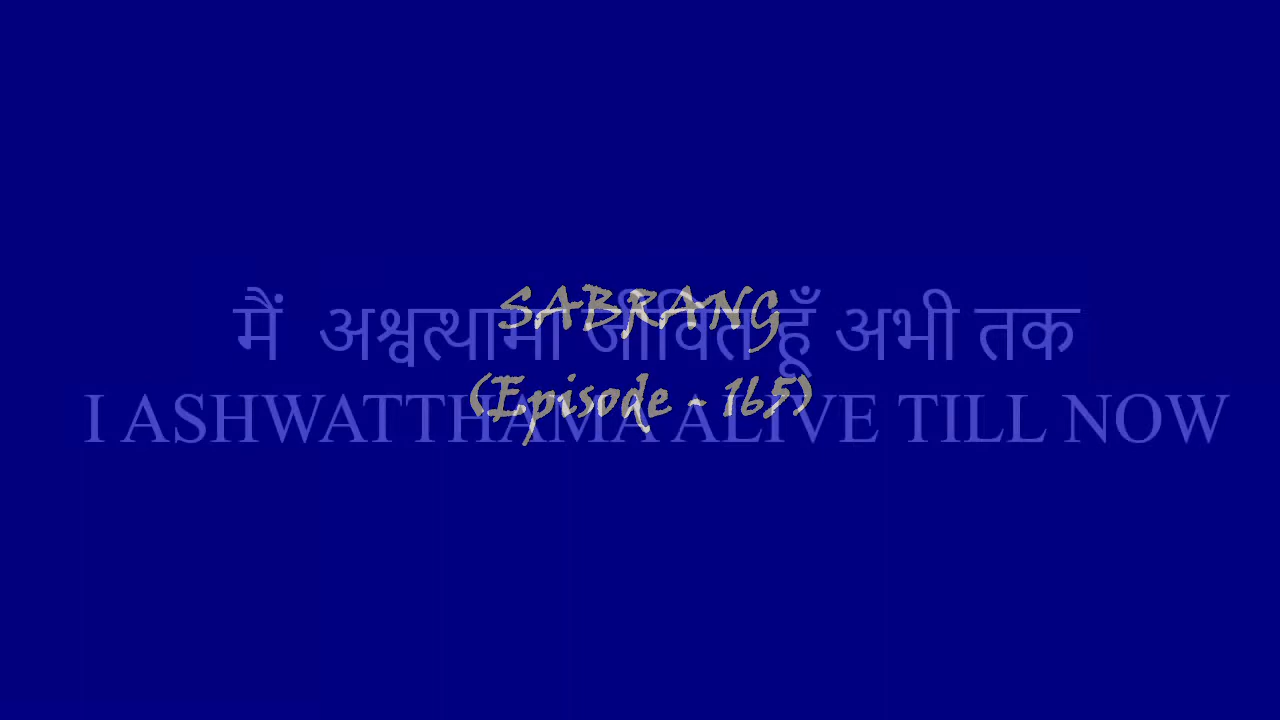 SABRANG
मैं अश्वत्थामा जीवित हूँ अभी तक
(Episode - 165)
I ASHWATTHAMA ALIVE TILL NOW